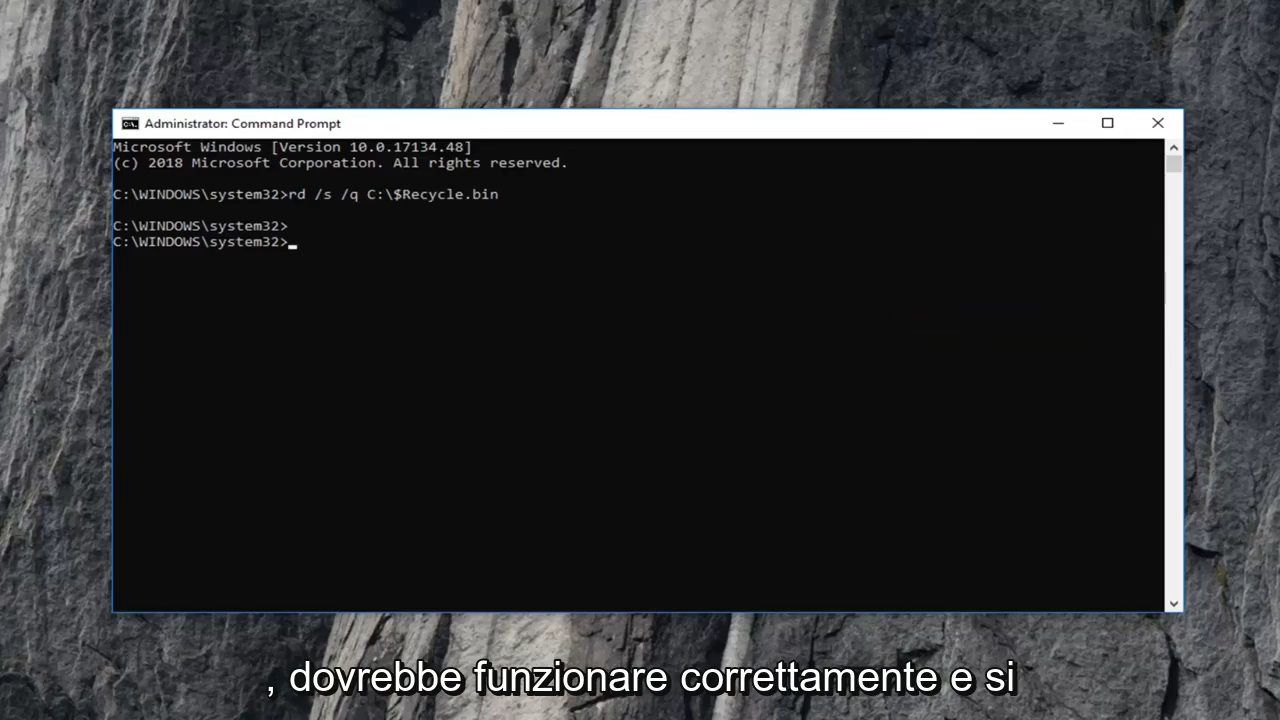 Administrator: Command Prompt
Microsoft Windows [Version 10.0.17134.48]
(c) 2018 Microsoft Corporation. All rights reserved.
C:\WINDOWS\system32>rd /s /q C:\$Recycle.bin
C:\WINDOWS\system32>
C:\WINDOWS\system32>
, dovrebbe funzionare correttamente e si